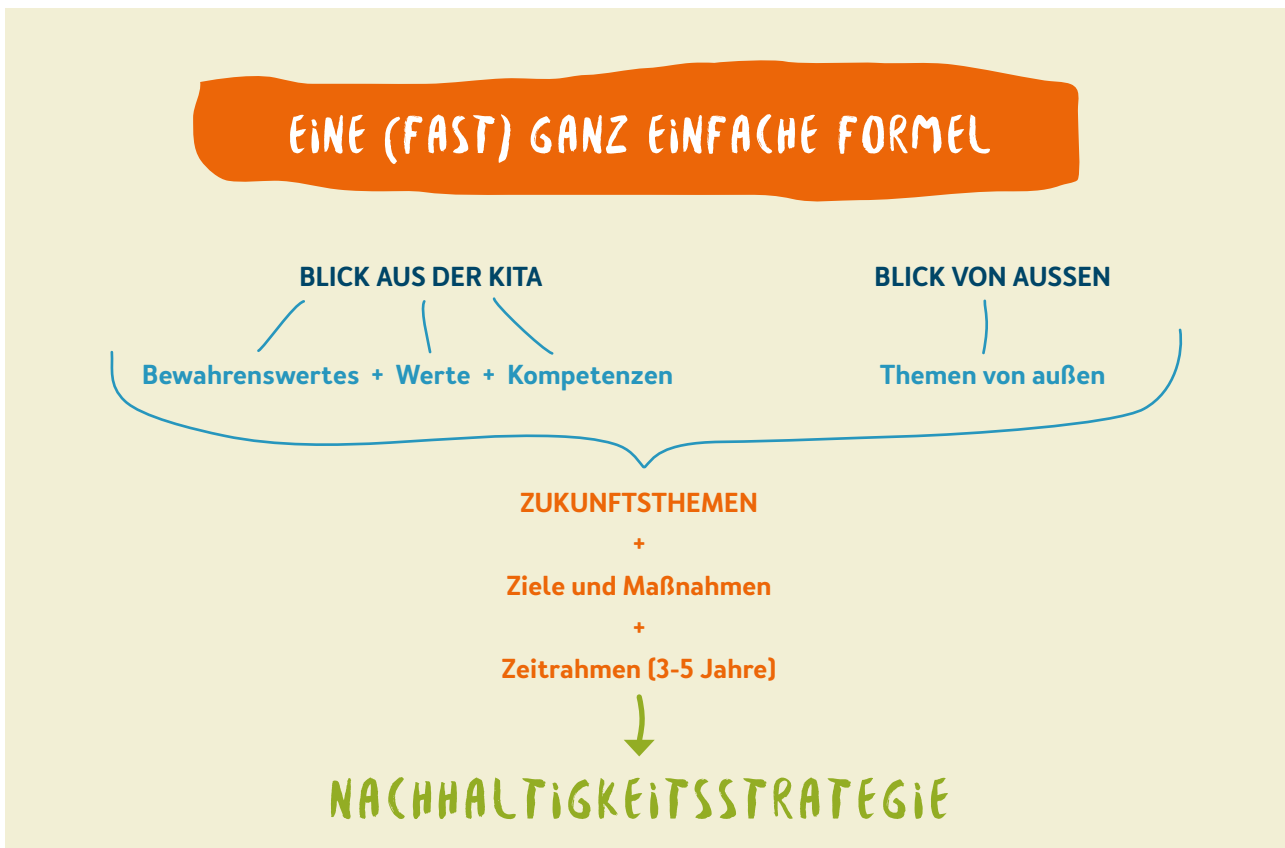 EINE (FAST) GANZ EINFACHE FORMEL
BLICK AUS DER KITA
BLICK VON AUSSEN
Bewahrenswertes + Werte + Kompetenzen
Themen von außen
ZUKUNFTSTHEMEN
+
Ziele und Maßnahmen
+
Zeitrahmen (3-5 Jahre)
NACHHALTIGKEITSSTRATEGIE